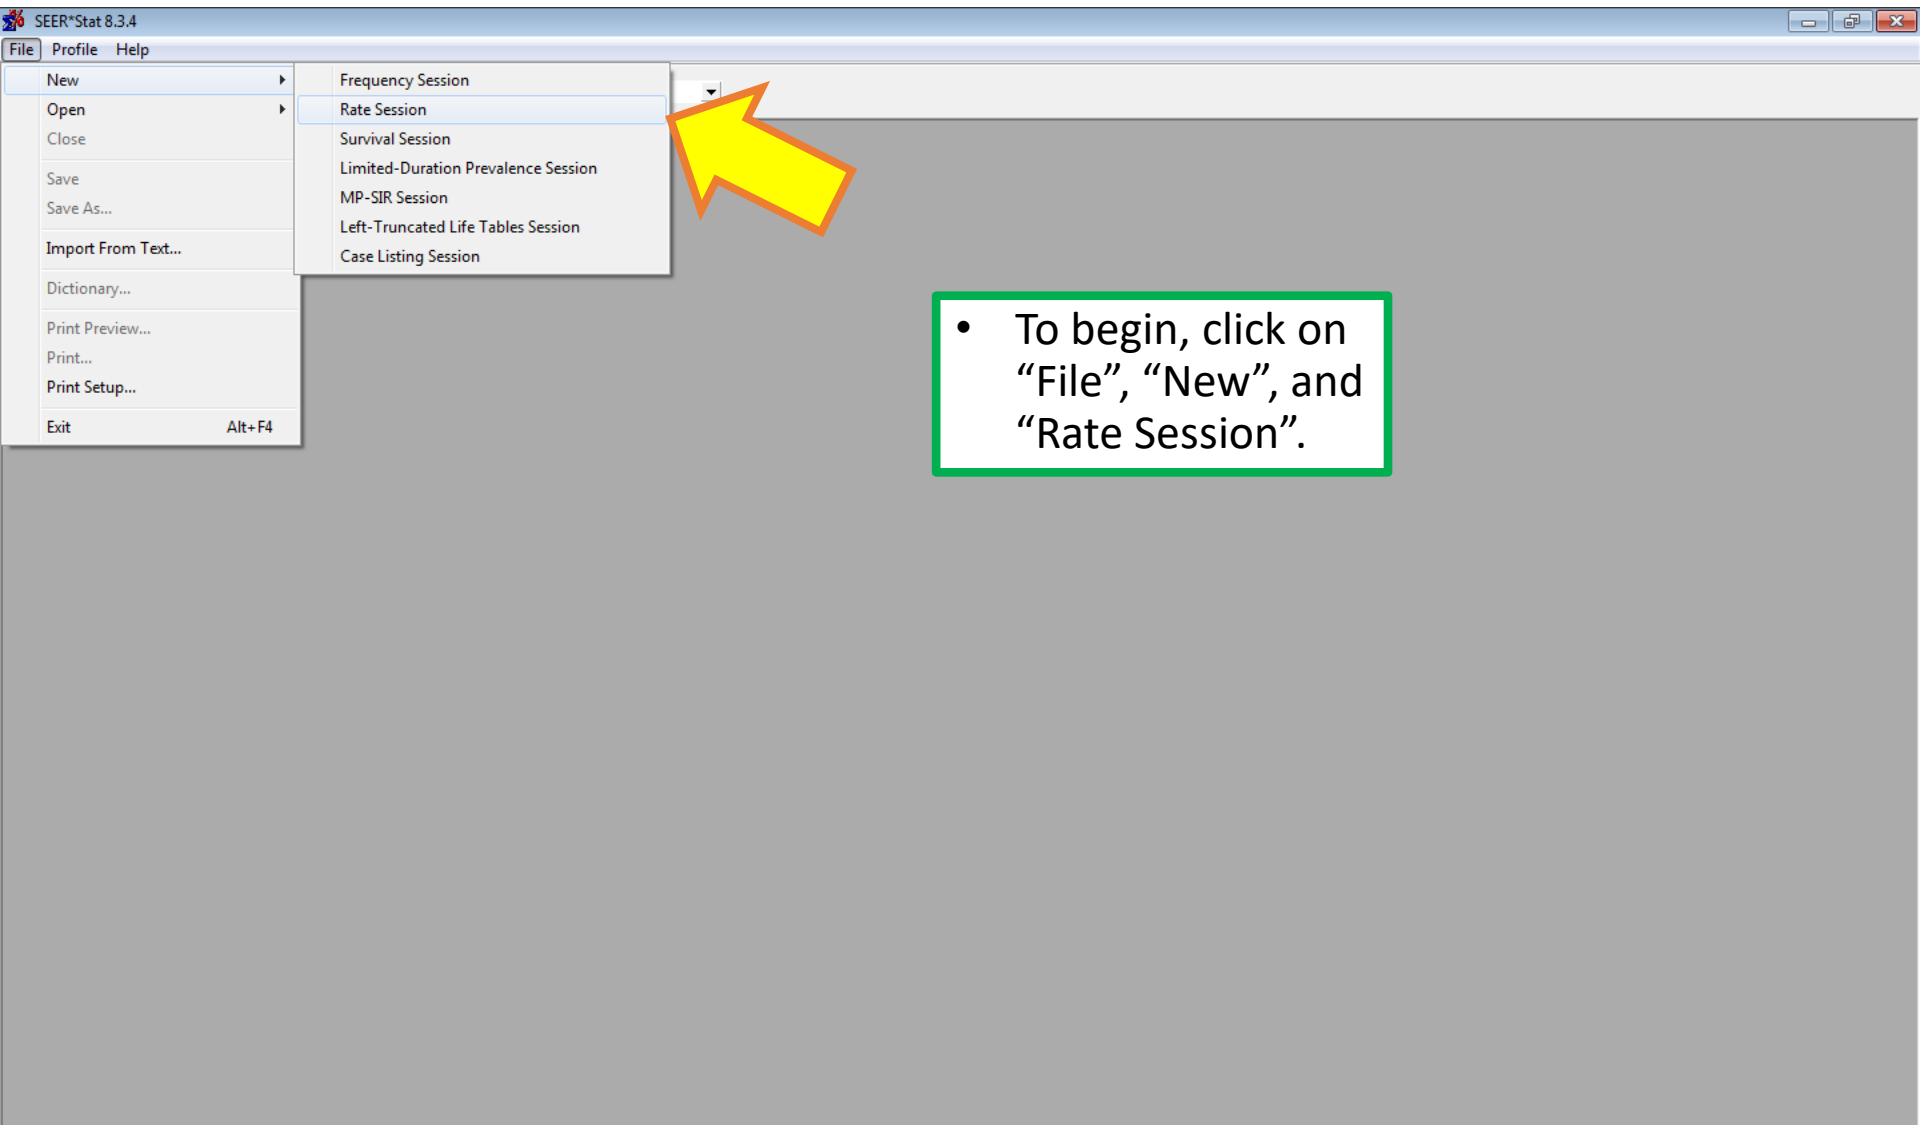 SEER*Stat 8.3.4
File Profile Help
New
Open
Close
Save
Save As...
Import From Text...
Dictionary...
Print Preview...
Print...
Print Setup...
Exit Alt+F4
Frequency Session
Rate Session
Survival Session
Limited-Duration Prevalence Session
MP-SIR Session
Left-Truncated Life Tables Session
Case Listing Session
• To begin, click on
“File”, “New”, and
“Rate Session”.